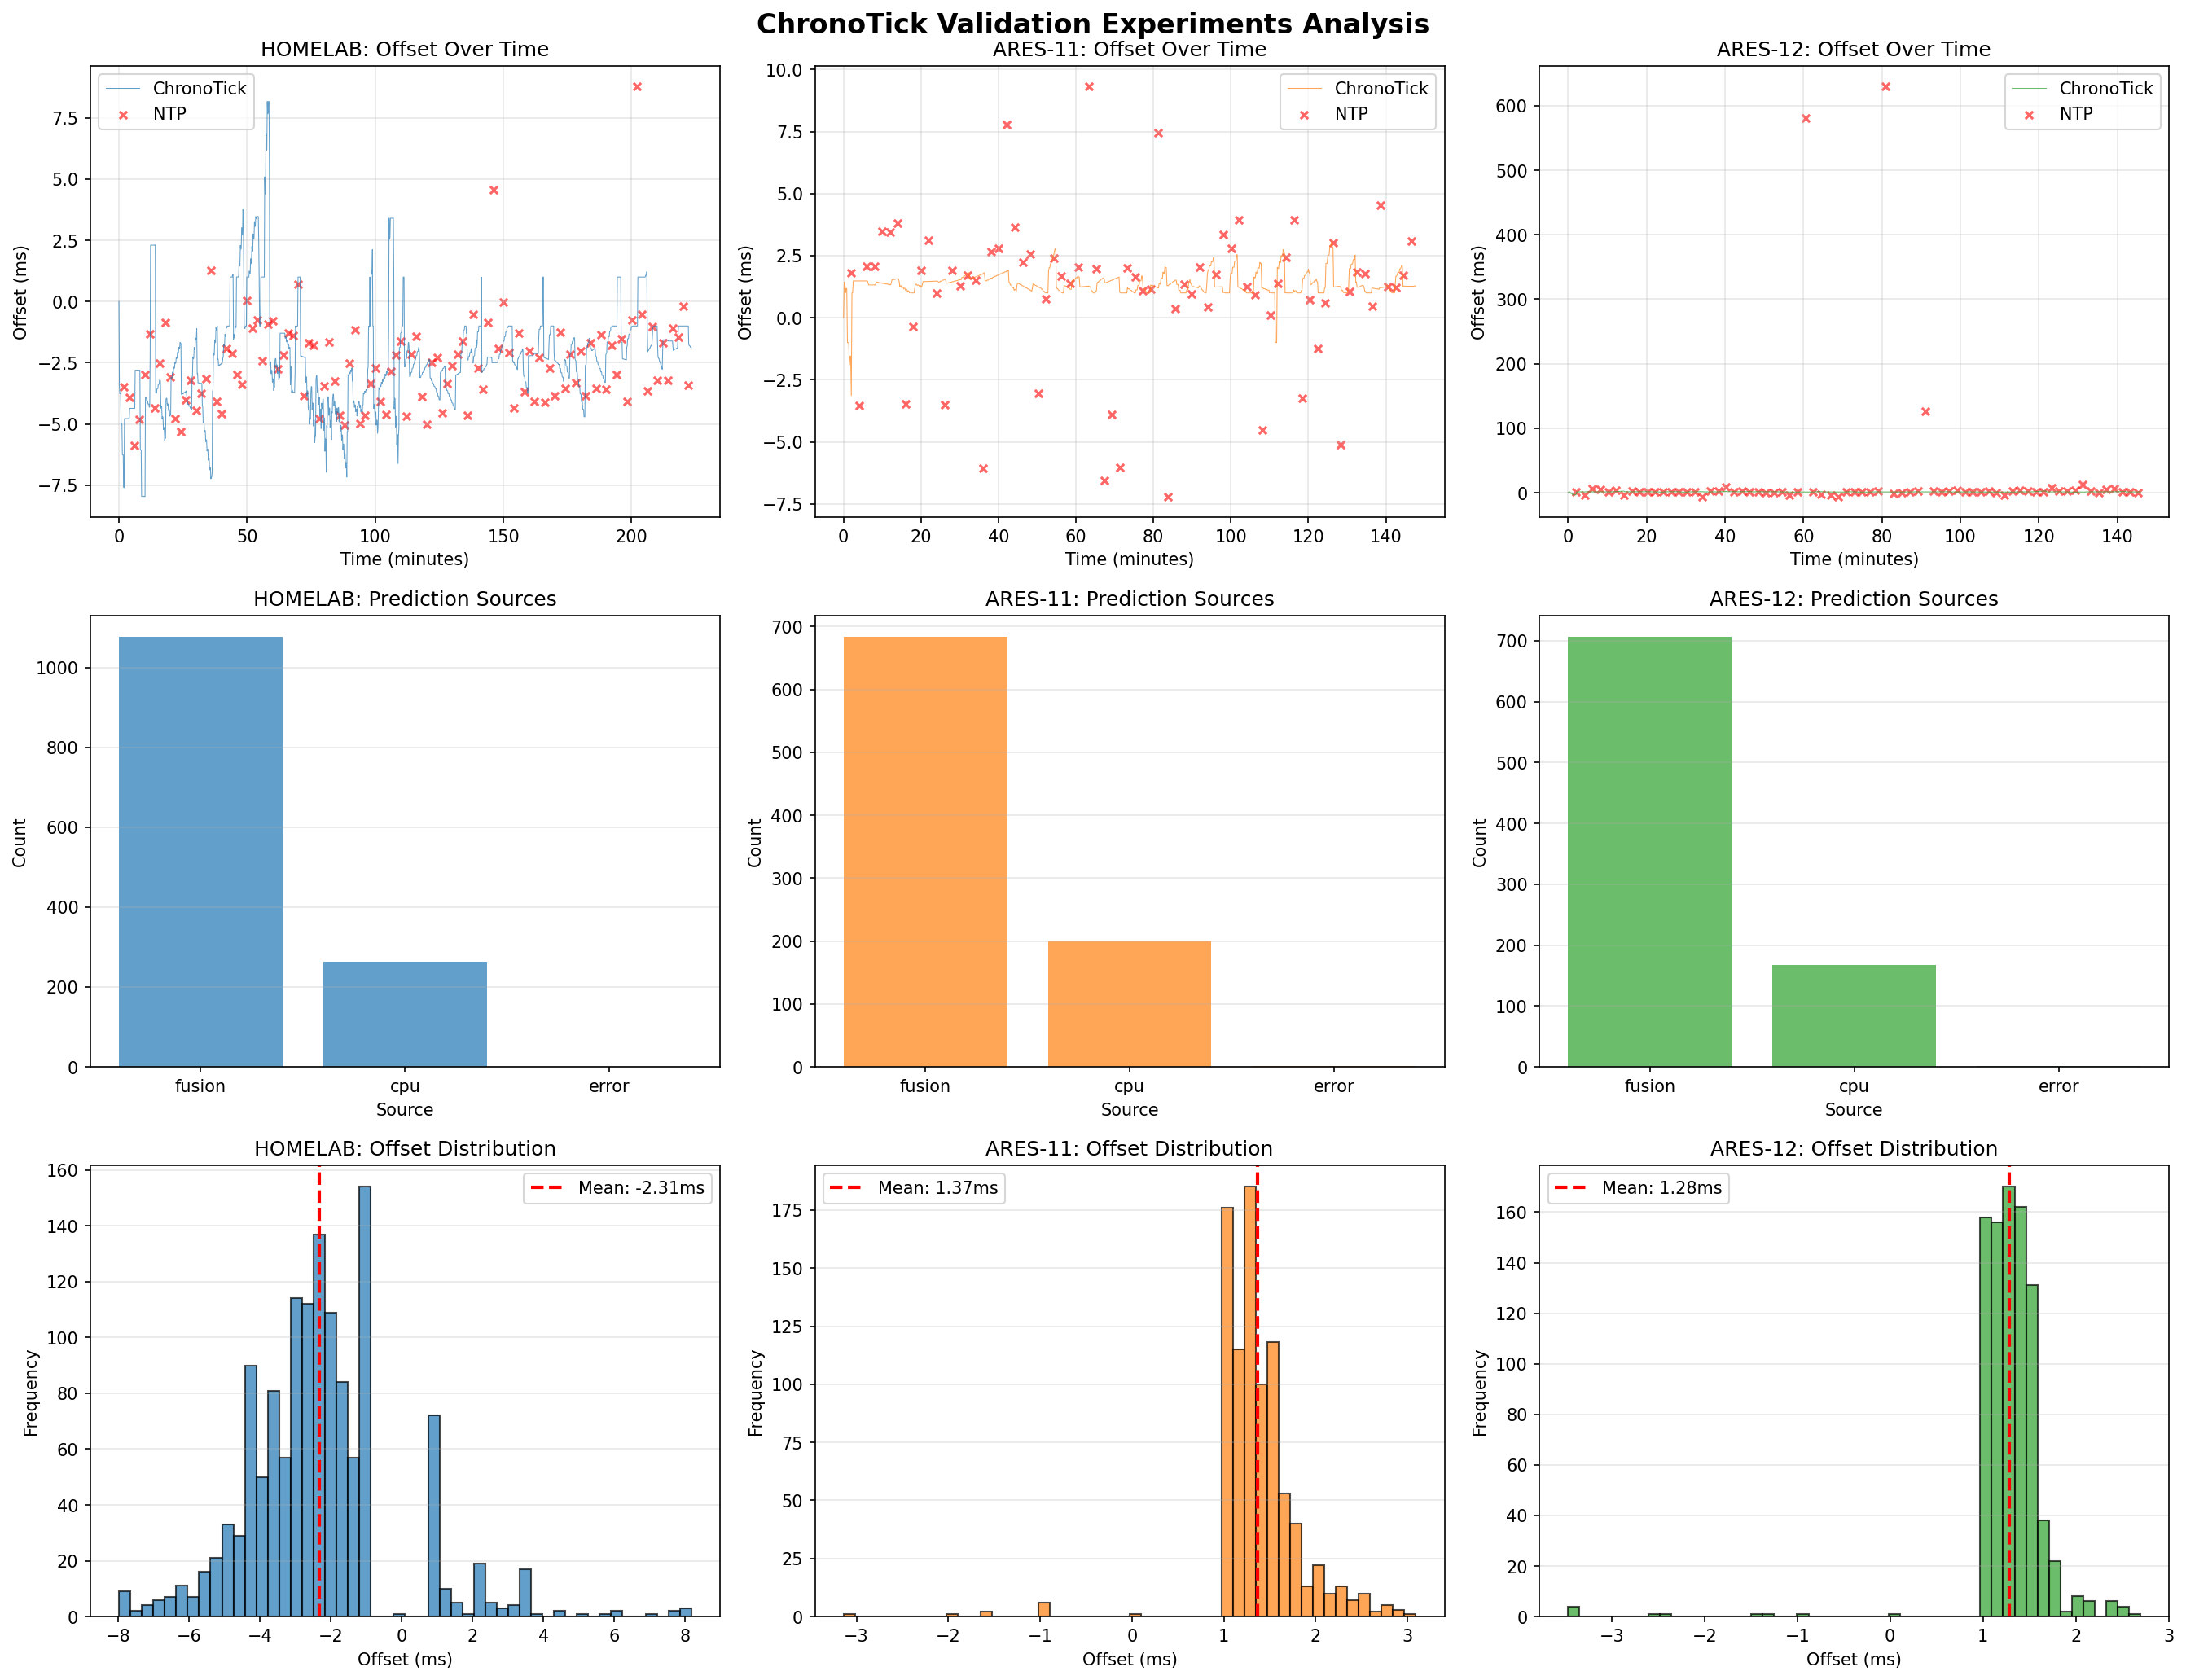 ChronoTick Validation Experiments Analysis
HOMELAB: Offset Over Time
ChronoTick
NTP
7.5
5.0
2.5
0.0
−2.5
−5.0
−7.5
Offset (ms)
0 50 100 150 200
Time (minutes)
ARES-11: Offset Over Time
ChronoTick
NTP
10.0
7.5
5.0
2.5
0.0
−2.5
−5.0
−7.5
Offset (ms)
0 20 40 60 80 100 120 140
Time (minutes)
ARES-12: Offset Over Time
ChronoTick
NTP
600
500
400
300
200
100
0
Offset (ms)
0 20 40 60 80 100 120 140
Time (minutes)
HOMELAB: Prediction Sources
1000
800
600
400
200
0
Count
fusion cpu error
Source
ARES-11: Prediction Sources
700
600
500
400
300
200
100
0
Count
fusion cpu error
Source
ARES-12: Prediction Sources
700
600
500
400
300
200
100
0
Count
fusion cpu error
Source
HOMELAB: Offset Distribution
Mean: -2.31ms
160
140
120
100
80
60
40
20
0
Frequency
−8 −6 −4 −2 0 2 4 6 8
Offset (ms)
ARES-11: Offset Distribution
Mean: 1.37ms
175
150
125
100
75
50
25
0
Frequency
−3 −2 −1 0 1 2 3
Offset (ms)
ARES-12: Offset Distribution
Mean: 1.28ms
160
140
120
100
80
60
40
20
0
Frequency
−3 −2 −1 0 1 2 3
Offset (ms)